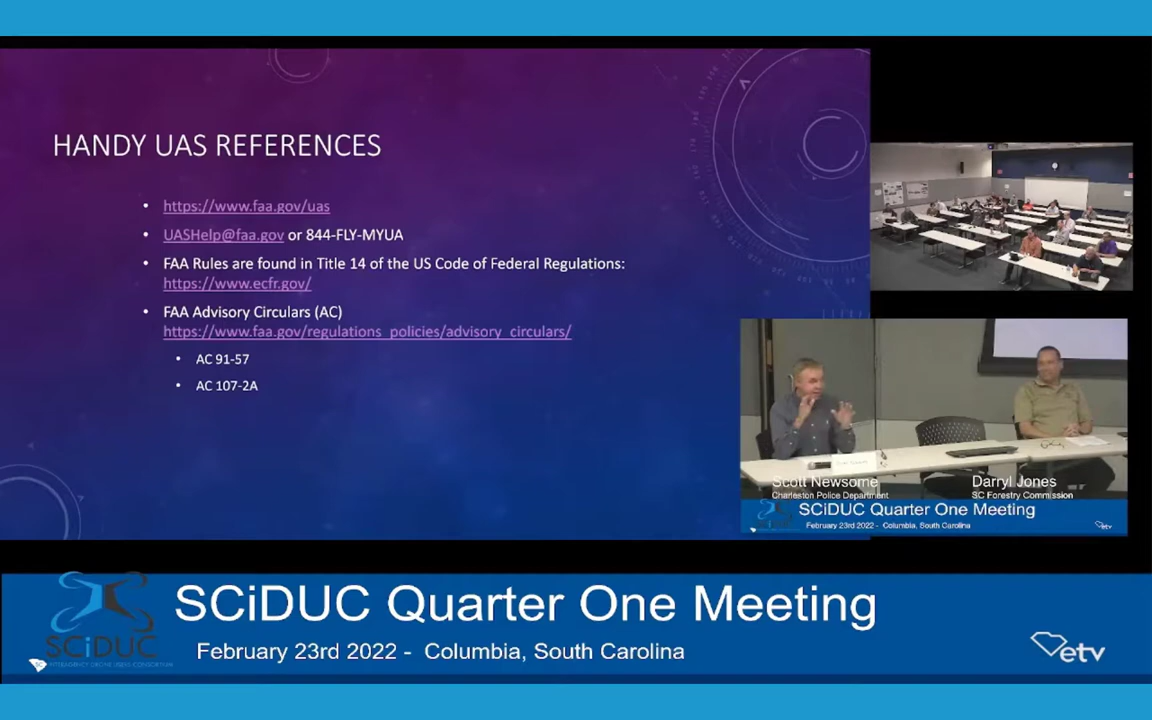 HANDY UAS REFERENCES
• https://www.faa.gov/uas
• UASHelp@faa.gov or 844-FLY-MYUA
• FAA Rules are found in Title 14 of the US Code of Federal Regulations:
https://www.ecfr.gov/
• FAA Advisory Circulars (AC)
https://www.faa.gov/regulations_policies/advisory_circulars/
• AC 91-57
• AC 107-2A
Scott Newsome
Charleston Police Department
Darryl Jones
SC Forestry Commission
SCiDUC Quarter One Meeting
February 23rd 2022 - Columbia, South Carolina
etv
SCiDUC
SCiDUC Quarter One Meeting
February 23rd 2022 - Columbia, South Carolina
etv